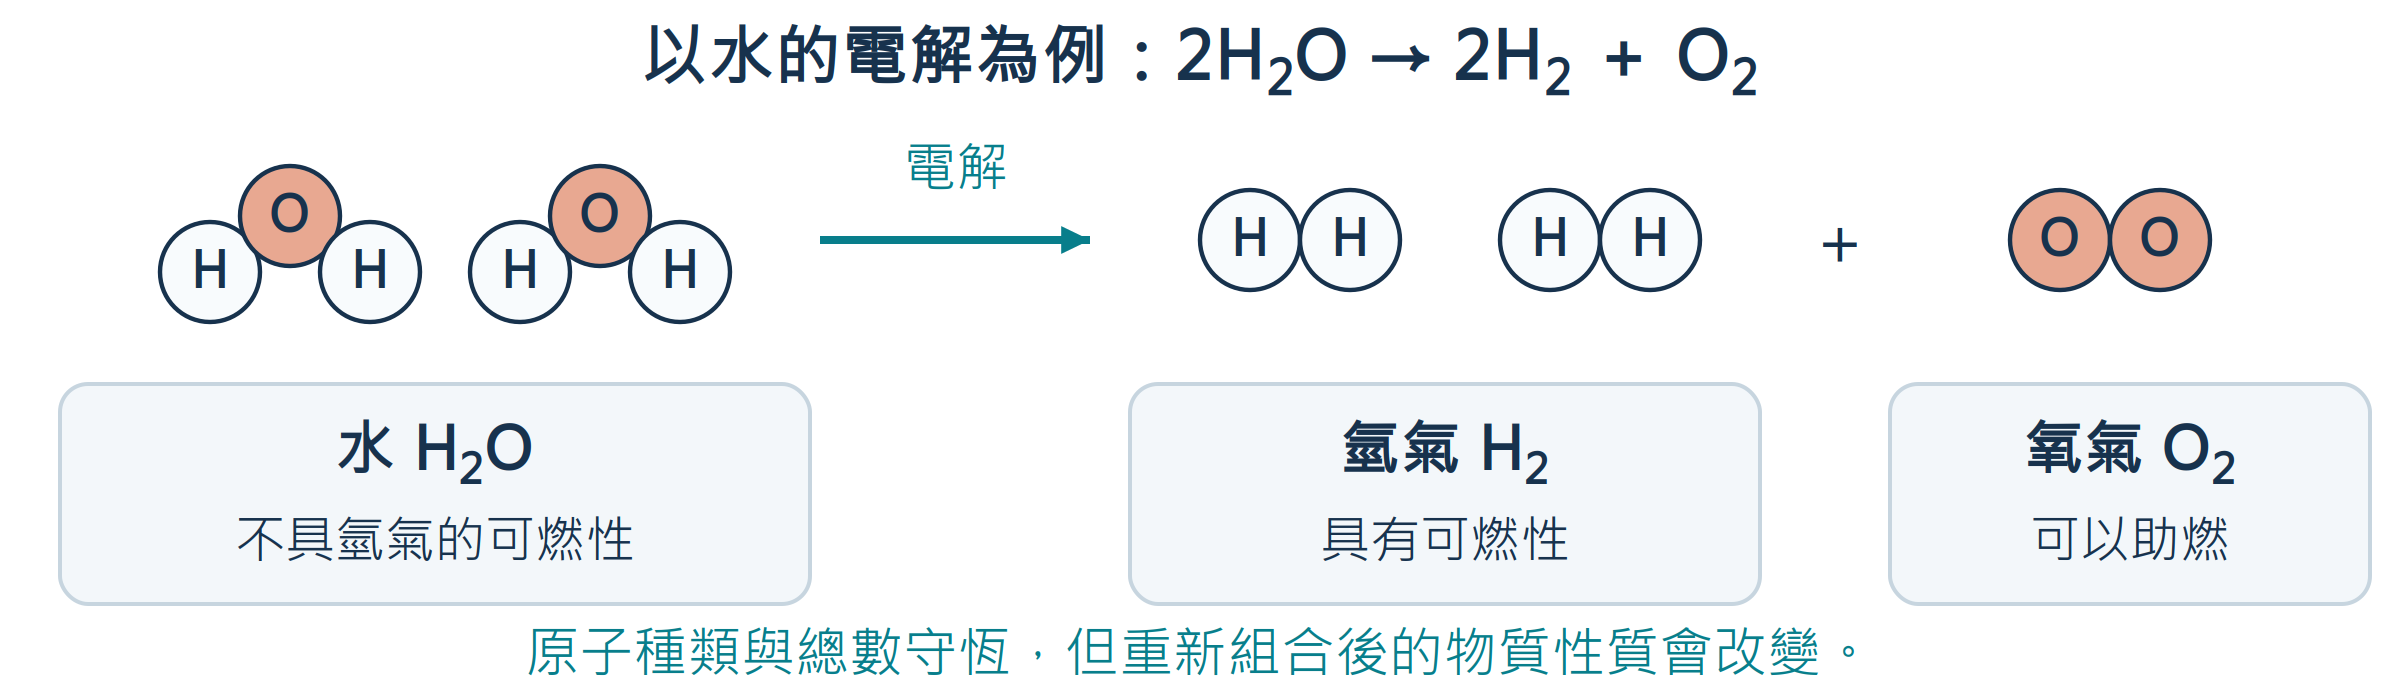 以水的電解為例：2H₂O → 2H₂ + O₂
電解
O O
H H H H
H H H H + O O
水 H₂O
不具氫氣的可燃性
氫氣 H₂
具有可燃性
氧氣 O₂
可以助燃
原子種類與總數守恆，但重新組合後的物質性質會改變。